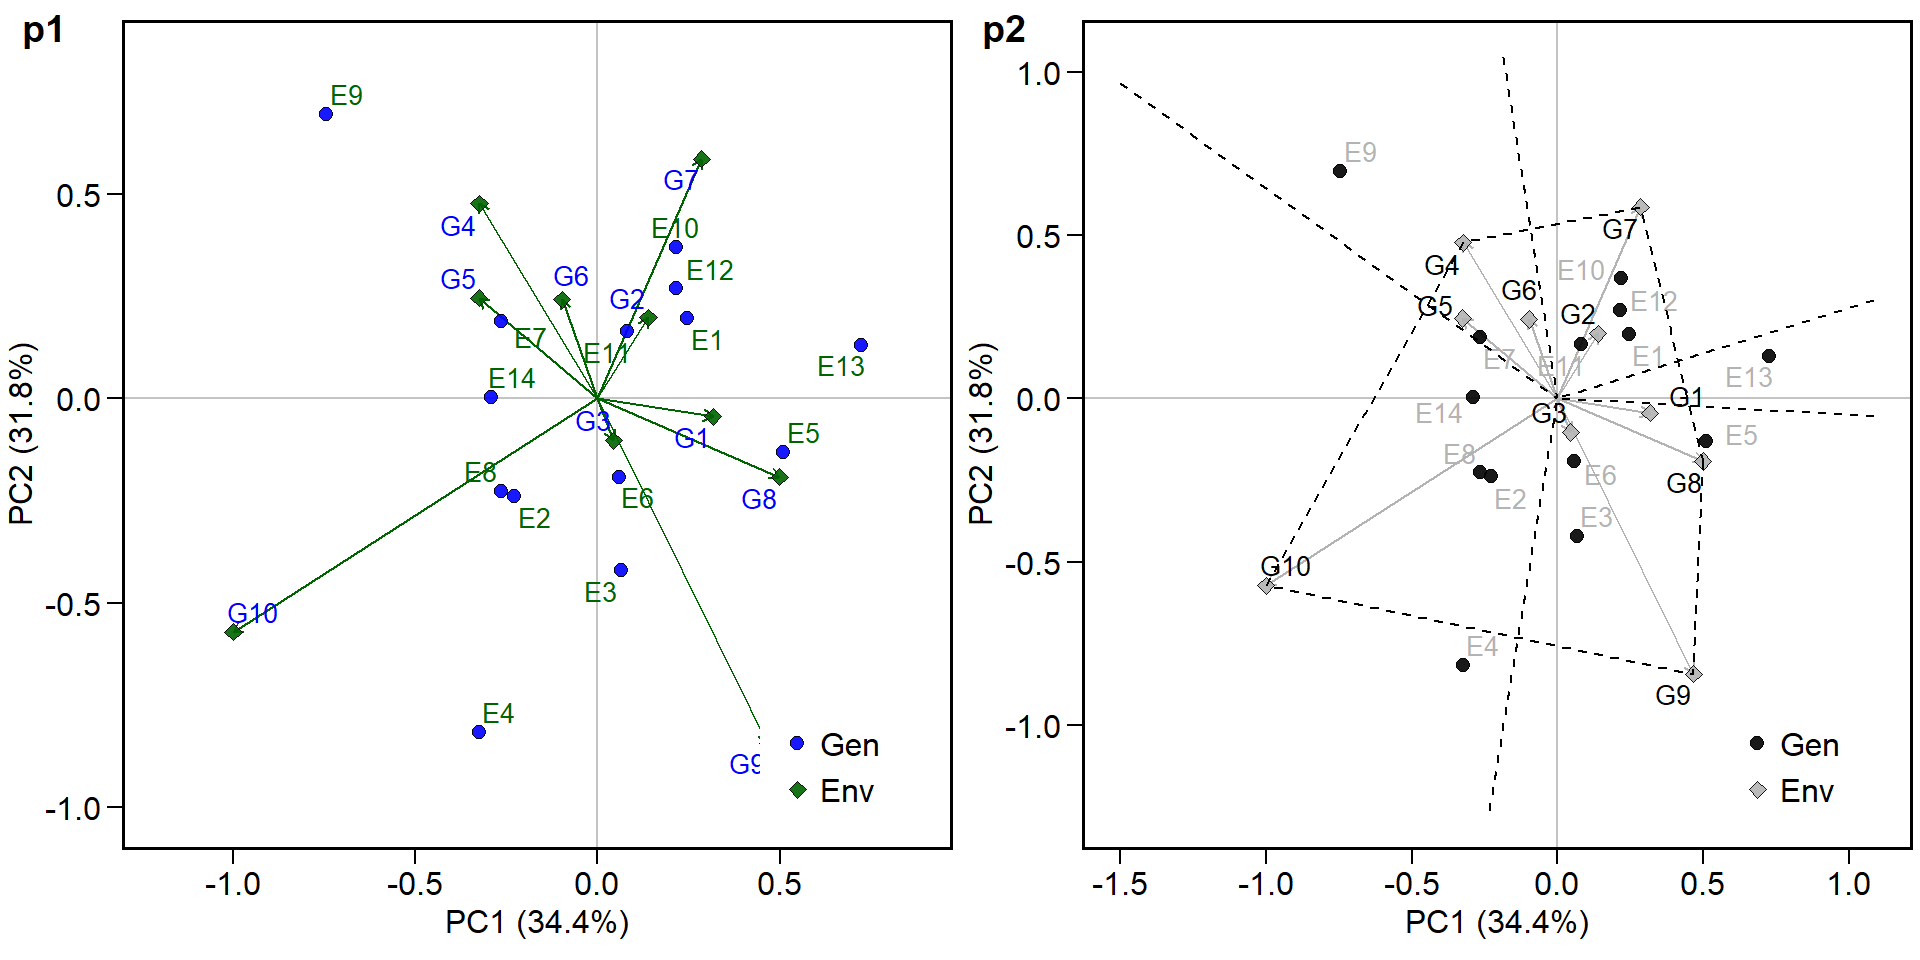 p1
E9
0.5
G7
G4
E10
G5
G6
E12
G2
E7
E11
E1
E13
E14
0.0
G3
G1
E5
E8
E6
G8
E2
E3
-0.5
G10
E4
G9
Gen
Env
-1.0
-1.0 -0.5 0.0 0.5
PC1 (34.4%)
PC2 (31.8%)
p2
1.0
E9
0.5
G7
G4
E10
G6
E12
G5
G2
E7
E11
E1
E13
0.0
G1
E14
G3
E5
E8
E6
G8
E2
E3
-0.5
G10
E4
G9
-1.0
Gen
Env
-1.5 -1.0 -0.5 0.0 0.5 1.0
PC1 (34.4%)
PC2 (31.8%)